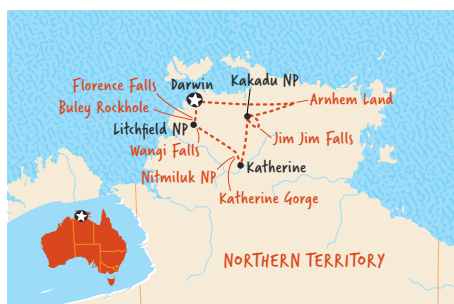 Florence Falls
Darwin
Kakadu NP
Buley Rockhole
Arnhem Land
Litchfield NP
Jim Jim Falls
Wangi Falls
Nitmiluk NP
Katherine
Katherine Gorge
NORTHERN TERRITORY